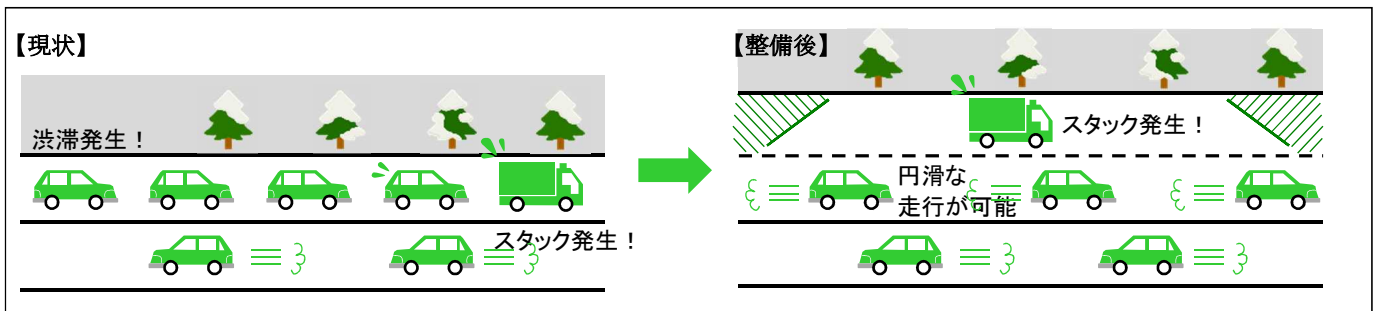 【現状】
渋滞発生！
スタック発生！
【整備後】
スタック発生！
円滑な
走行が可能